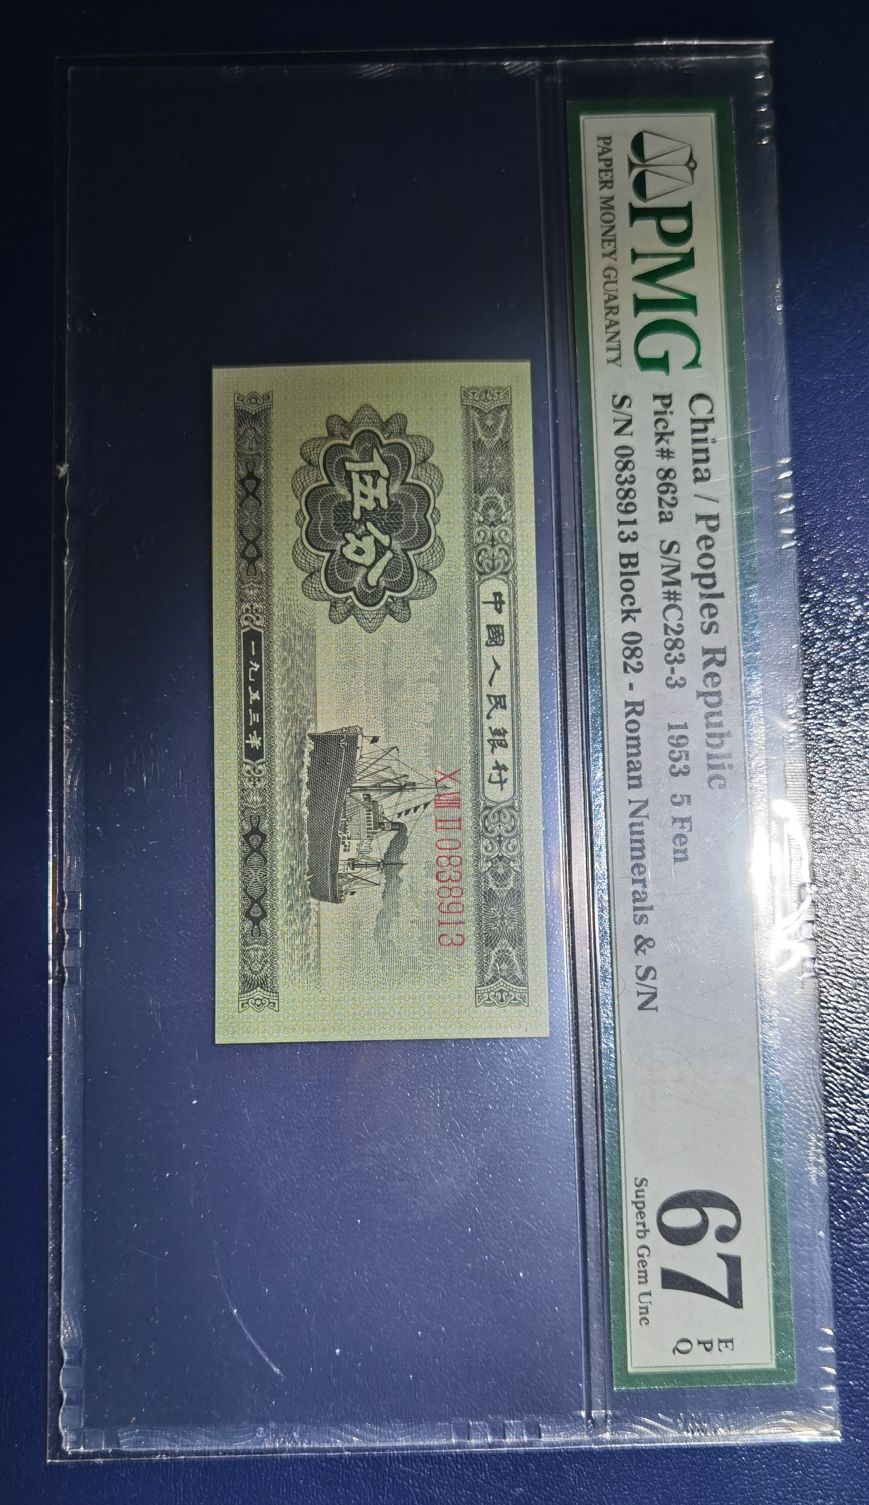 PMG
PAPER MONEY GUARANTY
China / Peoples Republic
Pick# 862a S/M#C283-3 1953 5 Fen
S/N 0838913 Block 082 - Roman Numerals & S/N
67
EPQ
Superb Gem Unc
中國人民銀行
伍分
ⅩⅧⅡ0838913
一九五三年